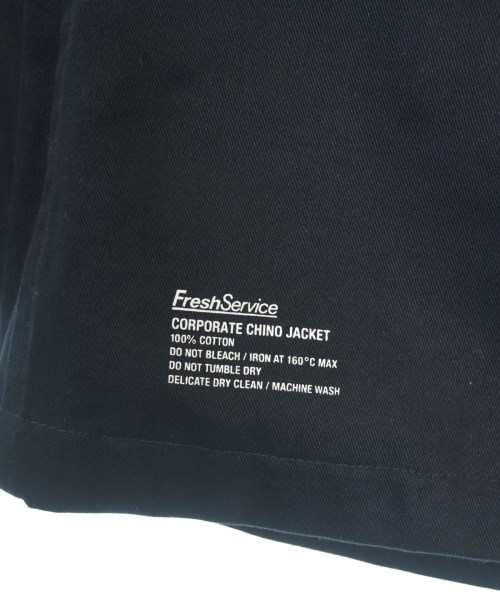 FreshService
CORPORATE CHINO JACKET
100% COTTON
DO NOT BLEACH / IRON AT 160°C MAX
DO NOT TUMBLE DRY
DELICATE DRY CLEAN / MACHINE WASH